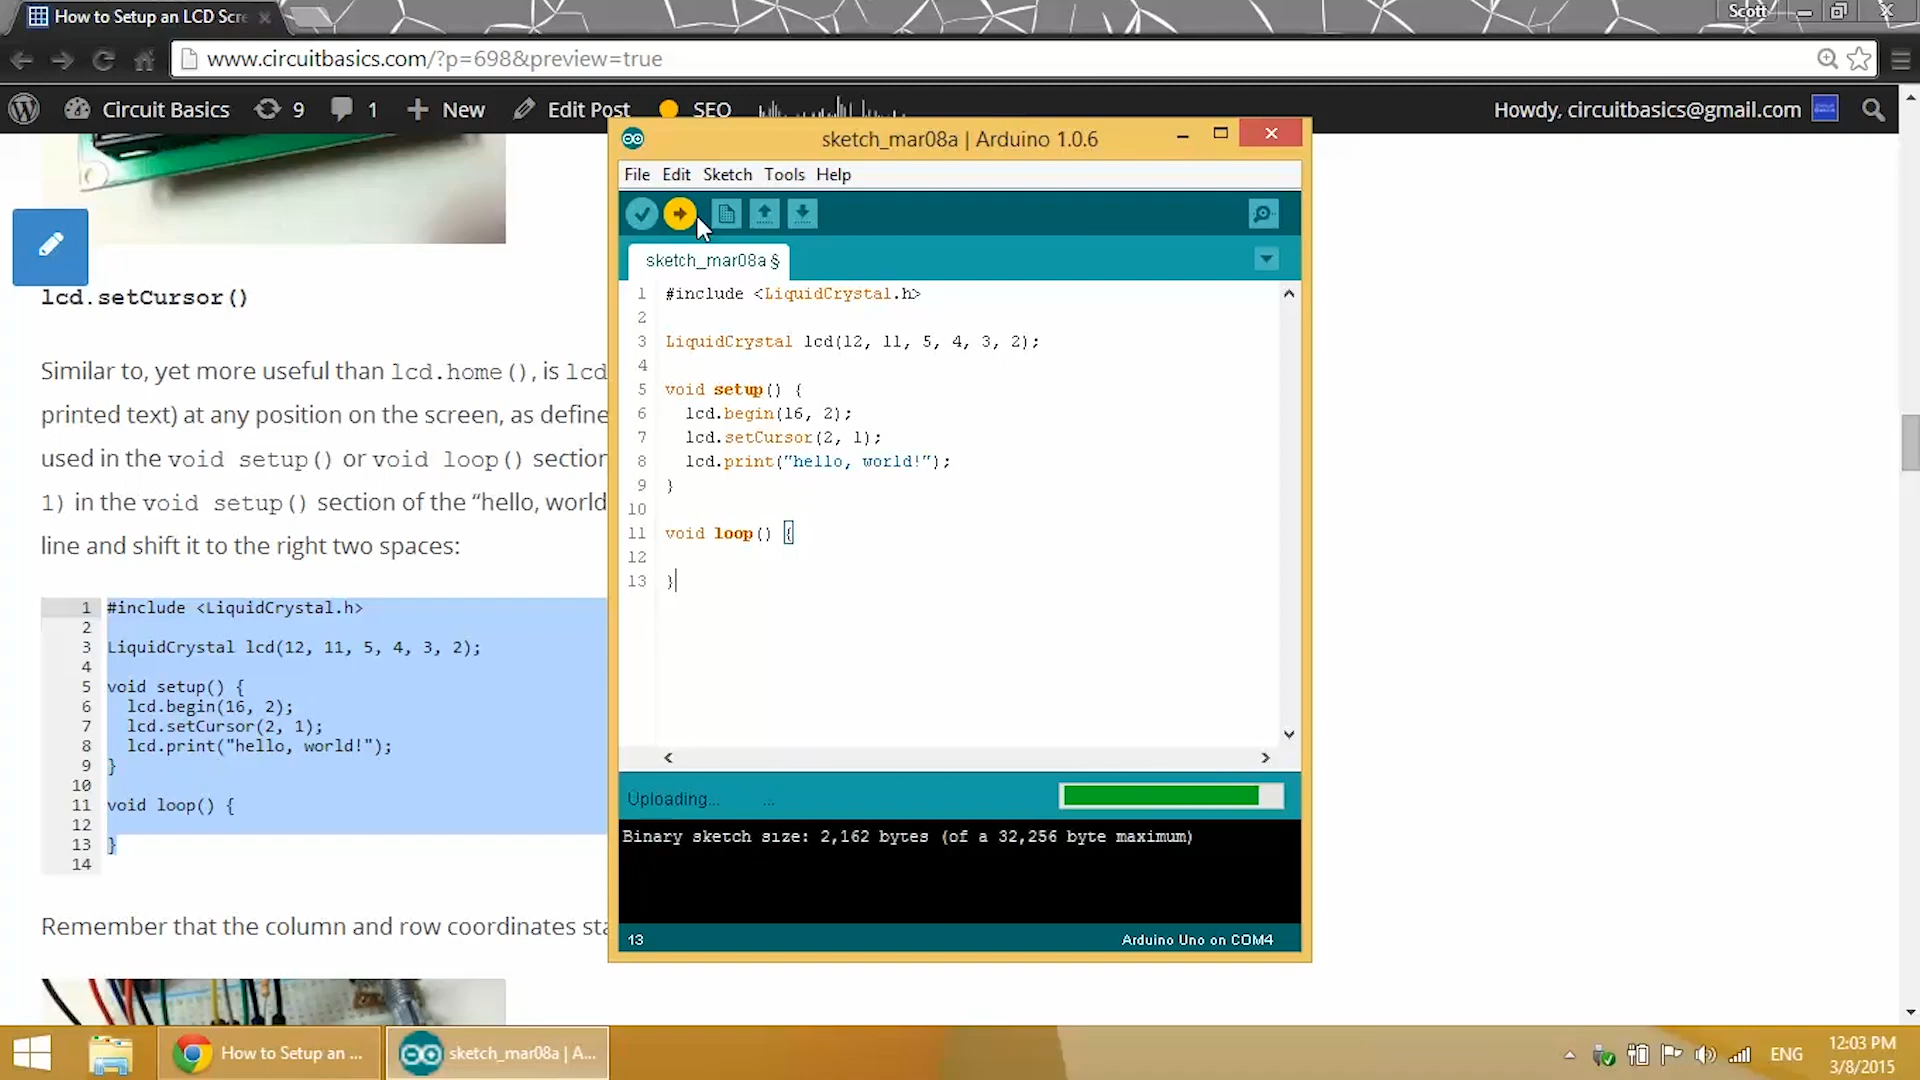 How to Setup an LCD Scre
Scott
www.circuitbasics.com/?p=698&preview=true
Circuit Basics 9 1 New Edit Post SEO Howdy, circuitbasics@gmail.com
lcd.setCursor()
Similar to, yet more useful than lcd.home(), is lcd
printed text) at any position on the screen, as define
used in the void setup() or void loop() section
1) in the void setup() section of the “hello, world
line and shift it to the right two spaces:
1 #include <LiquidCrystal.h>
2
3 LiquidCrystal lcd(12, 11, 5, 4, 3, 2);
4
5 void setup() {
6 lcd.begin(16, 2);
7 lcd.setCursor(2, 1);
8 lcd.print("hello, world!");
9 }
10
11 void loop() {
12
13 }
14
Remember that the column and row coordinates sta
sketch_mar08a | Arduino 1.0.6
File Edit Sketch Tools Help
sketch_mar08a §
1 #include <LiquidCrystal.h>
2
3 LiquidCrystal lcd(12, 11, 5, 4, 3, 2);
4
5 void setup() {
6 lcd.begin(16, 2);
7 lcd.setCursor(2, 1);
8 lcd.print("hello, world!");
9 }
10
11 void loop() {
12
13 }
Uploading... ...
Binary sketch size: 2,162 bytes (of a 32,256 byte maximum)
13 Arduino Uno on COM4
How to Setup an ...
sketch_mar08a | A...
ENG
12:03 PM
3/8/2015